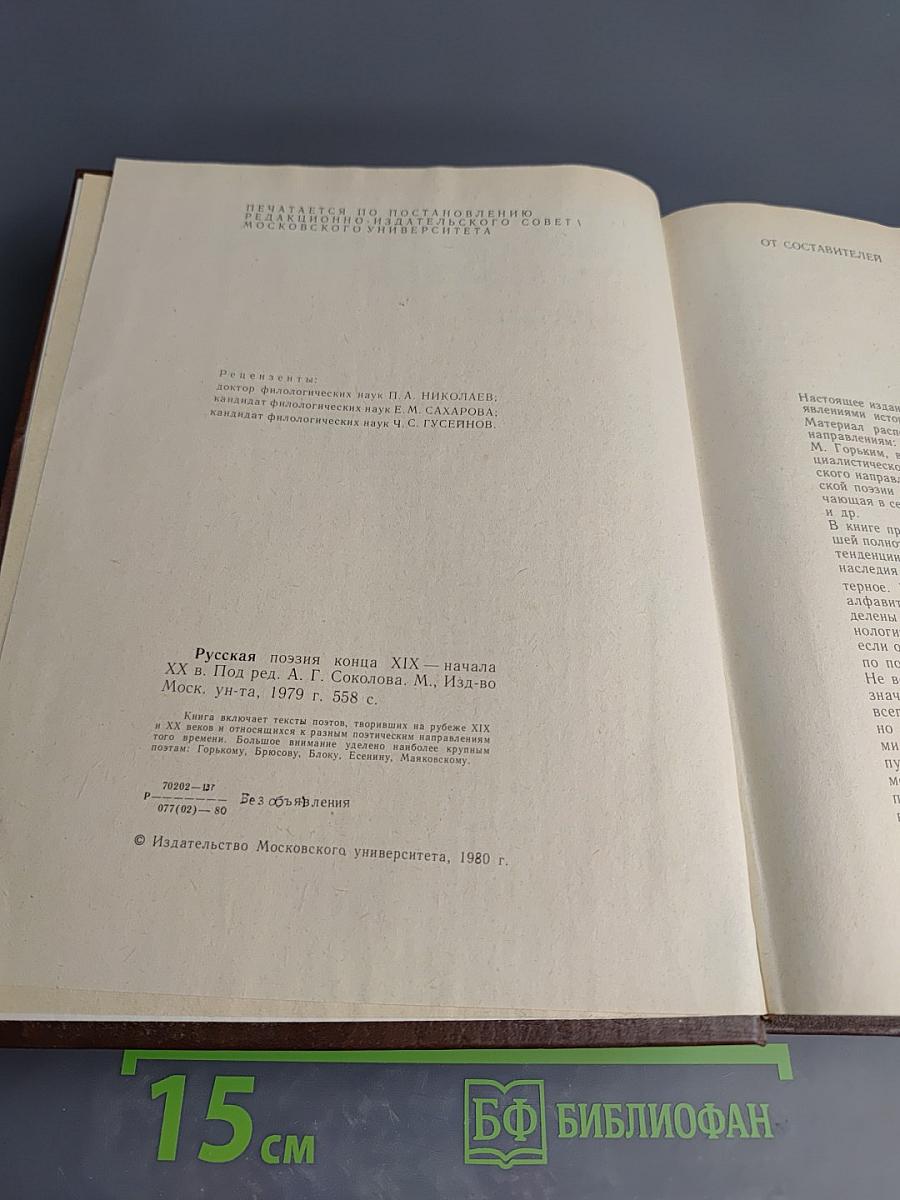 ПЕЧАТАЕТСЯ ПО ПОСТАНОВЛЕНИЮ
РЕДАКЦИОННО-ИЗДАТЕЛЬСКОГО СОВЕТА
МОСКОВСКОГО УНИВЕРСИТЕТА
Рецензенты:
доктор филологических наук П. А. НИКОЛАЕВ;
кандидат филологических наук Е. М. САХАРОВА;
кандидат филологических наук Ч. С. ГУСЕЙНОВ.
Русская поэзия конца XIX — начала
XX в. Под ред. А. Г. Соколова. М., Изд-во
Моск. ун-та, 1979 г. 558 с.
Книга включает тексты поэтов, творивших на рубеже XIX
и XX веков и относящихся к разным поэтическим направлениям
того времени. Большое внимание уделено наиболее крупным
поэтам: Горькому, Брюсову, Блоку, Есенину, Маяковскому.
70202—137
Р———————
077(02)—80
Без объявления
© Издательство Московского университета, 1980 г.
ОТ СОСТАВИТЕЛЕЙ
Настоящее издан
явлениями исто
Материал расп
направлениям:
М. Горьким, в
циалистическо
ского направл
ской поэзии
чающая в се
и др.
В книге пр
шей полно
тенденции
наследия
терное.
алфавит
делены
нологи
если о
по по
Не в
знач
всег
но
ми
пу
м
15 см
БФ БИБЛИОФАН